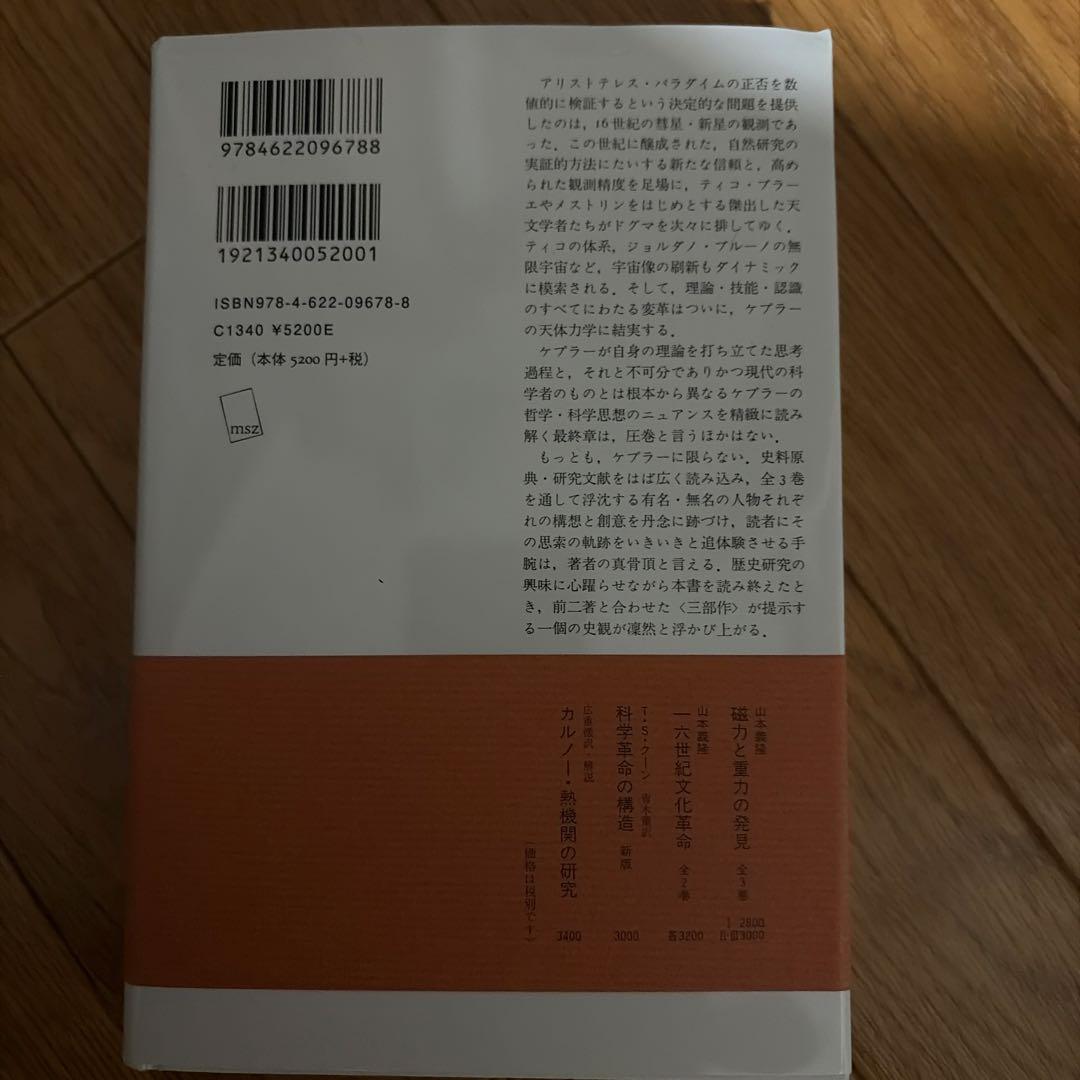 9784622096788
1921340052001
ISBN978-4-622-09678-8
C1340 ¥5200E
定価（本体 5200 円+税）
msz
アリストテレス・パラダイムの正否を数
値的に検証するという決定的な問題を提供
したのは，16世紀の彗星・新星の観測であ
った．この世紀に醸成された，自然研究の
実証的方法にたいする新たな信頼と，高め
られた観測精度を足場に，ティコ・ブラー
エやメストリンをはじめとする傑出した天
文学者たちがドグマを次々に排してゆく．
ティコの体系，ジョルダノ・ブルーノの無
限宇宙など，宇宙像の刷新もダイナミック
に模索される．そして，理論・技能・認識
のすべてにわたる変革はついに，ケプラー
の天体力学に結実する．
ケプラーが自身の理論を打ち立てた思考
過程と，それと不可分でありかつ現代の科
学者のものとは根本から異なるケプラーの
哲学・科学思想のニュアンスを精緻に読み
解く最終章は，圧巻と言うほかはない．
もっとも，ケプラーに限らない．史料原
典・研究文献をはば広く読み込み，全3巻
を通して浮沈する有名・無名の人物それぞ
れの構想と創意を丹念に跡づけ，読者にそ
の思索の軌跡をいきいきと追体験させる手
腕は，著者の真骨頂と言える．歴史研究の
興味に心躍らせながら本書を読み終えたと
き，前二著と合わせた〈三部作〉が提示す
る一個の史観が凜然と浮かび上がる．
山本義隆
磁力と重力の発見 全3巻
I 2800
II・III3000
山本義隆
一六世紀文化革命 全2巻
各3200
T・S・クーン 青木薫訳
科学革命の構造 新版
3000
広重徹訳・解説
カルノー・熱機関の研究
3400
（価格は税別です）